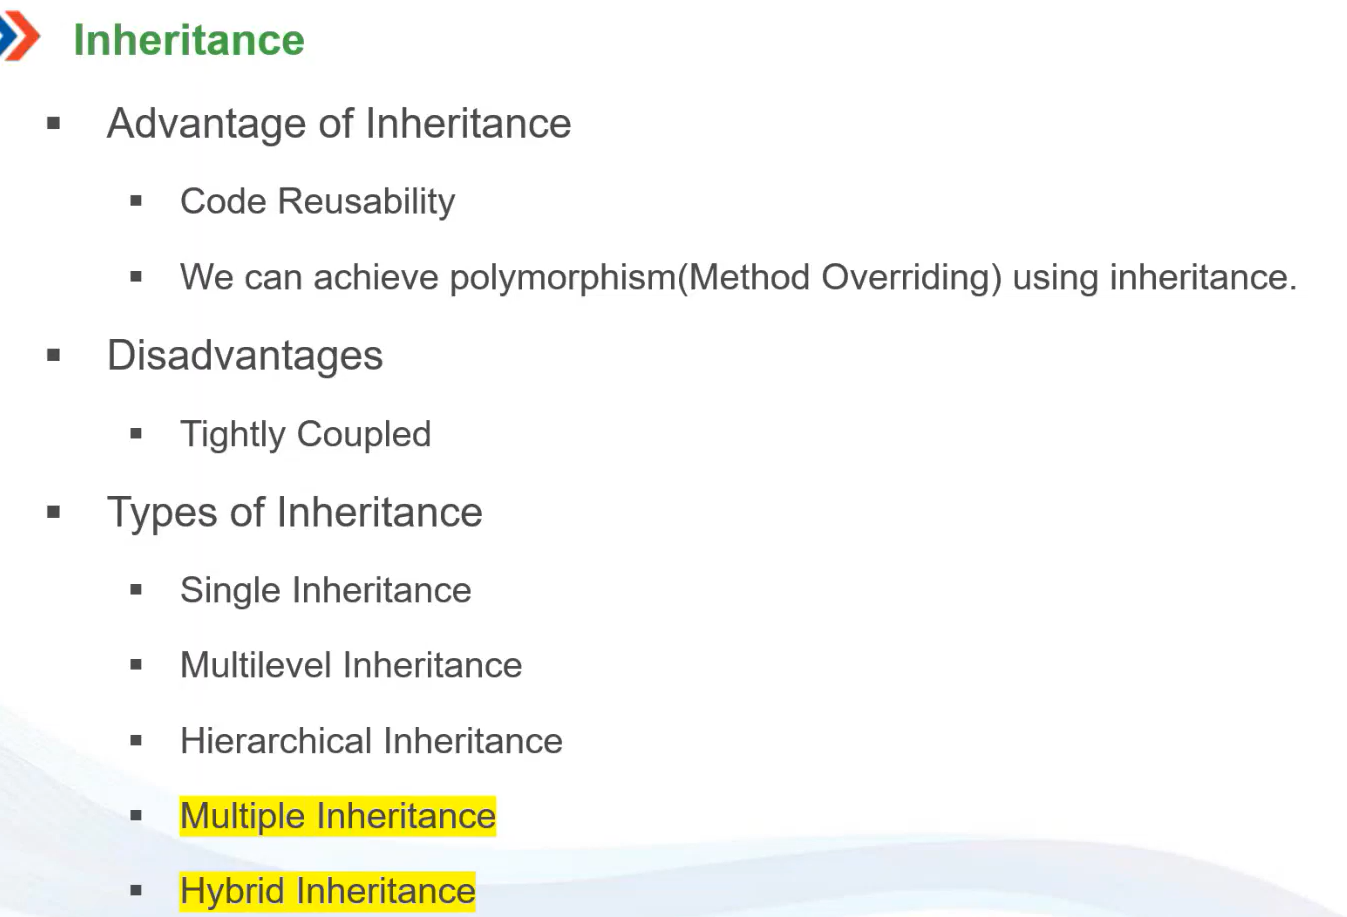 Inheritance
▪ Advantage of Inheritance
▪ Code Reusability
▪ We can achieve polymorphism(Method Overriding) using inheritance.
▪ Disadvantages
▪ Tightly Coupled
▪ Types of Inheritance
▪ Single Inheritance
▪ Multilevel Inheritance
▪ Hierarchical Inheritance
▪ Multiple Inheritance
▪ Hybrid Inheritance